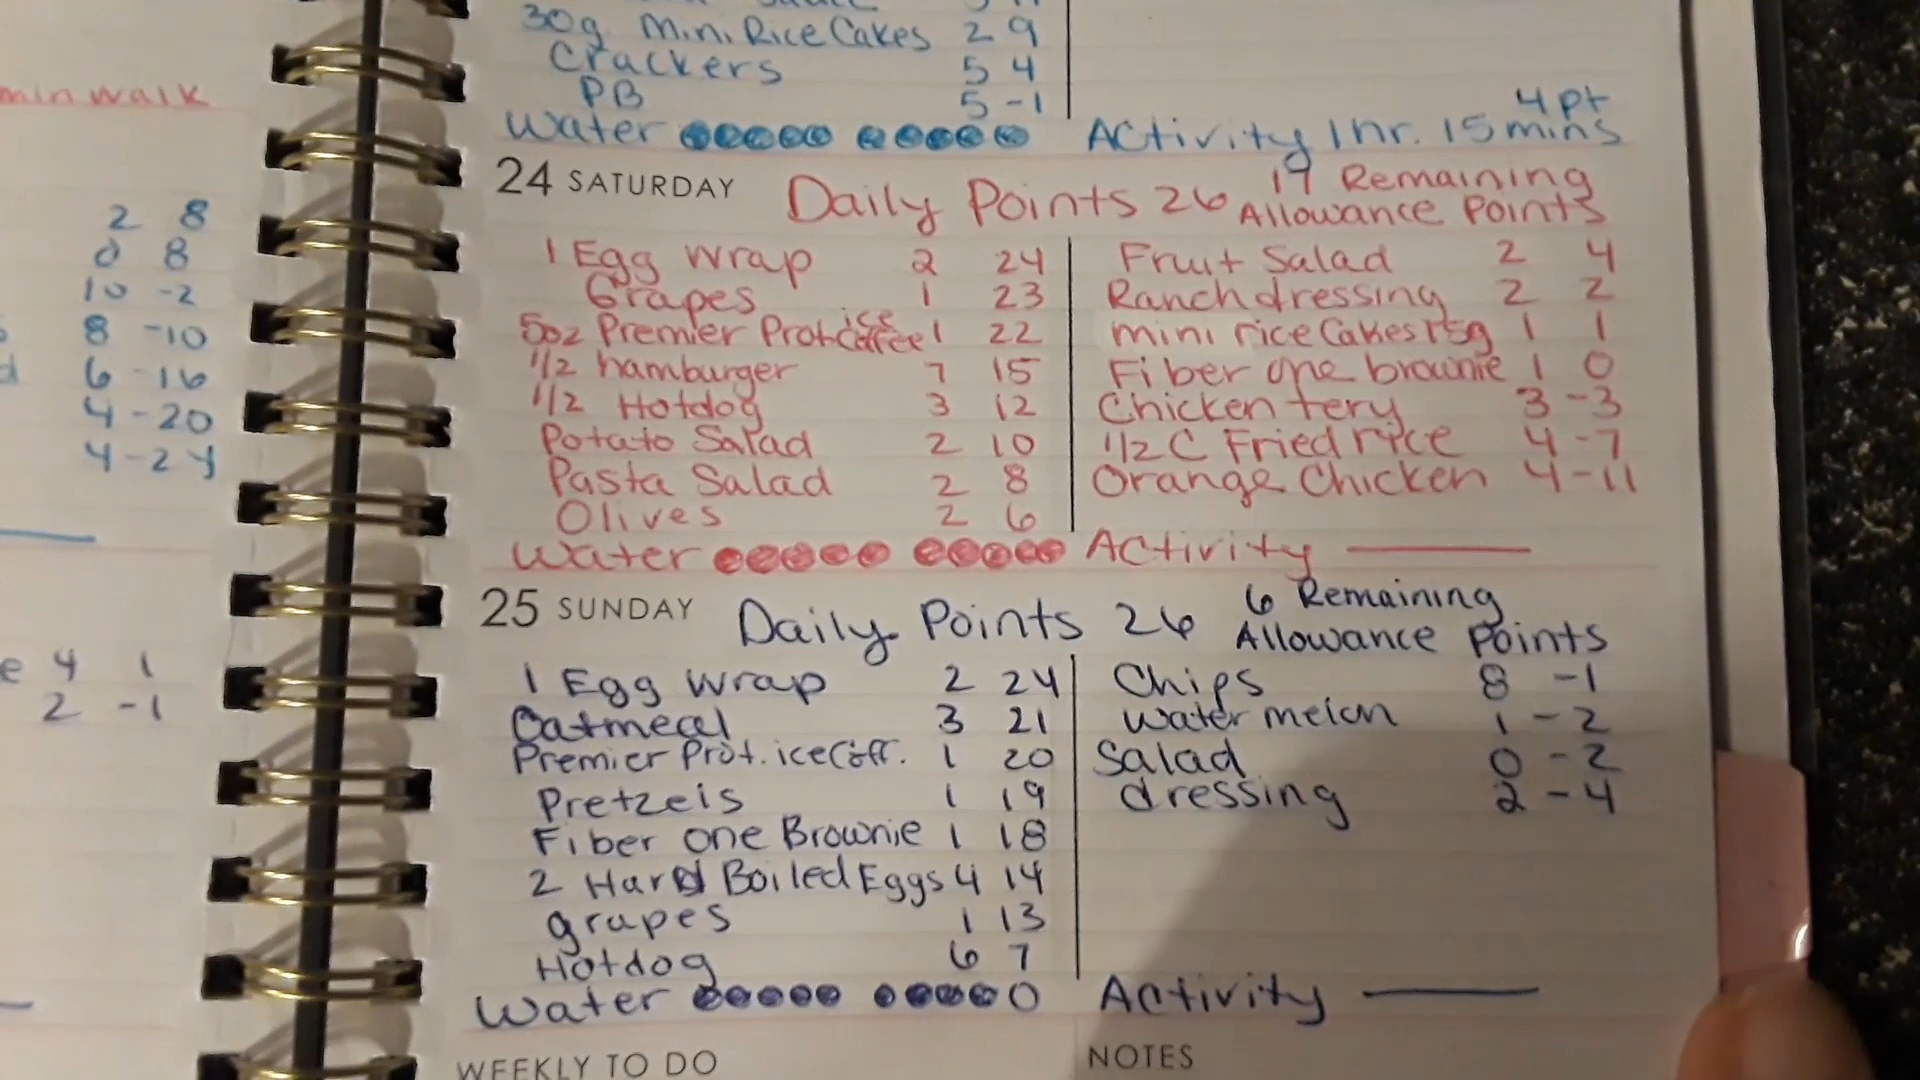 min walk
2 8
0 8
10 -2
8 -10
6 -16
4 -20
4 -24
e 4 1
2 -1
30g Mini Rice Cakes 2 9
Crackers 5 4
PB 5 -1
Water
Activity 1 hr. 15 mins
4 pt
24 SATURDAY Daily Points 26
17 Remaining
Allowance Points
1 Egg wrap 2 24
Grapes 1 23
5oz Premier Prot. ice coffee 1 22
1/2 hamburger 7 15
1/2 Hotdog 3 12
Potato Salad 2 10
Pasta Salad 2 8
Olives 2 6
Fruit Salad 2 4
Ranch dressing 2 2
mini rice Cakes 15g 1 1
Fiber one brownie 1 0
Chicken tery 3 -3
1/2 C Fried rice 4 -7
Orange Chicken 4 -11
Water
Activity
25 SUNDAY Daily Points 26
6 Remaining
Allowance Points
1 Egg wrap 2 24
Oatmeal 3 21
Premier Prot. ice Coff. 1 20
Pretzels 1 19
Fiber one Brownie 1 18
2 Hard Boiled Eggs 4 14
grapes 1 13
Hotdog 6 7
Chips 8 -1
water melon 1 -2
Salad 0 -2
dressing 2 -4
Water
Activity
WEEKLY TO DO
NOTES